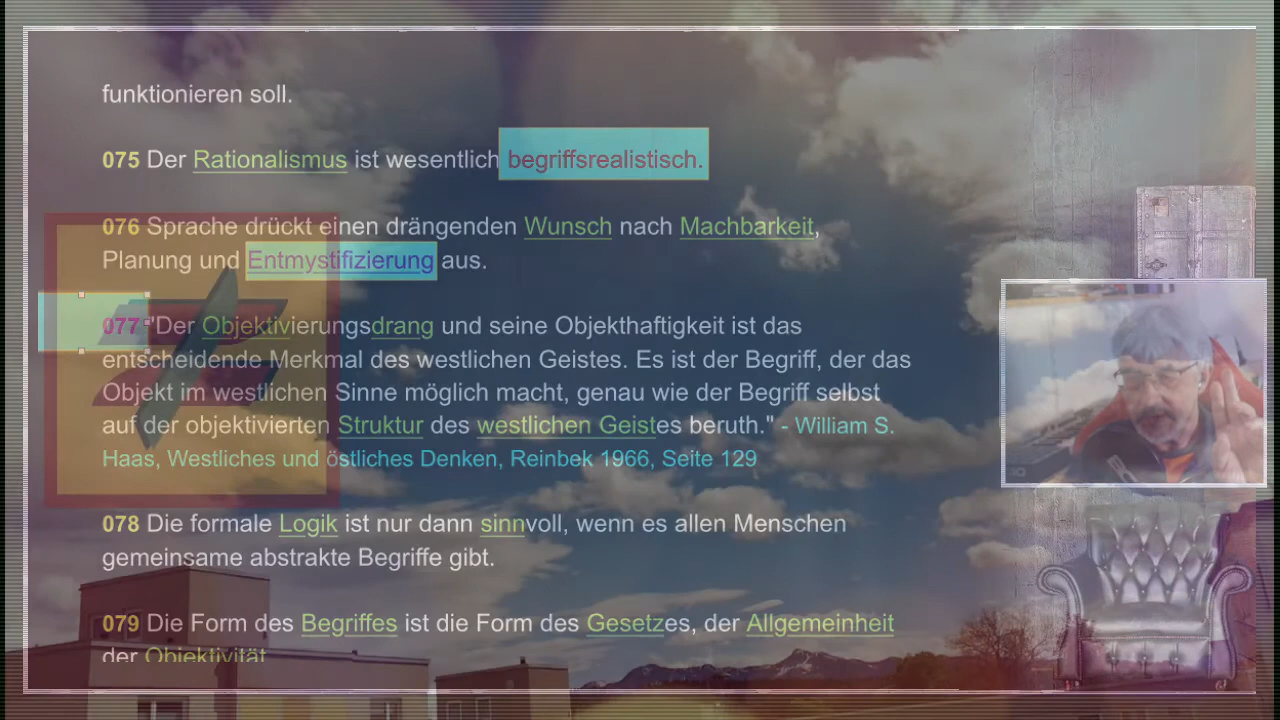 funktionieren soll.
075 Der Rationalismus ist wesentlich begriffsrealistisch.
076 Sprache drückt einen drängenden Wunsch nach Machbarkeit,
Planung und Entmystifizierung aus.
077 "Der Objektivierungsdrang und seine Objekthaftigkeit ist das
entscheidende Merkmal des westlichen Geistes. Es ist der Begriff, der das
Objekt im westlichen Sinne möglich macht, genau wie der Begriff selbst
auf der objektivierten Struktur des westlichen Geistes beruht." - William S.
Haas, Westliches und östliches Denken, Reinbek 1966, Seite 129
078 Die formale Logik ist nur dann sinnvoll, wenn es allen Menschen
gemeinsame abstrakte Begriffe gibt.
079 Die Form des Begriffes ist die Form des Gesetzes, der Allgemeinheit
der Objektivität